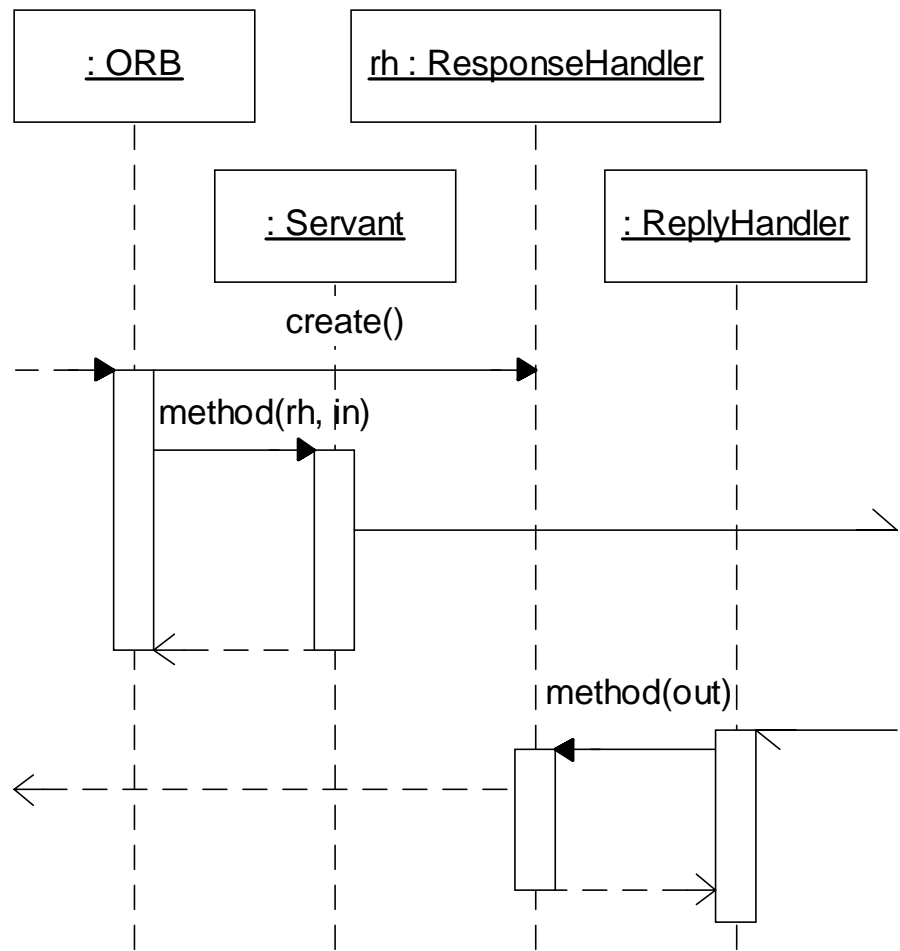 : ORB
rh : ResponseHandler
: Servant
: ReplyHandler
create()
method(rh, in)
method(out)